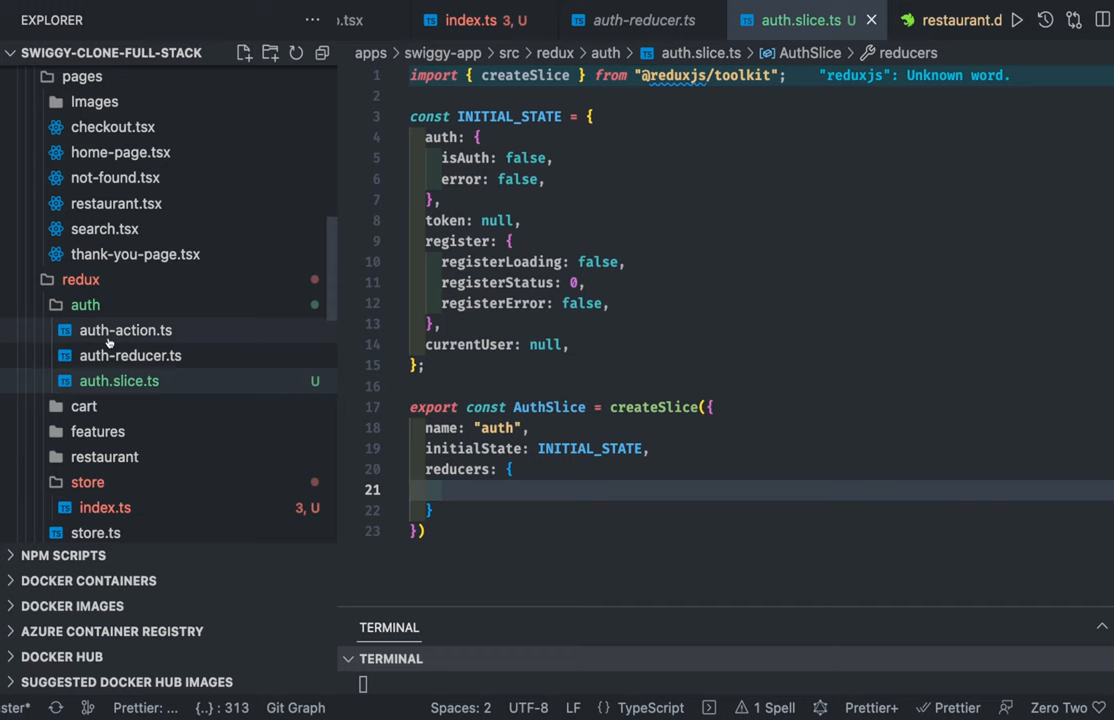 EXPLORER
...
SWIGGY-CLONE-FULL-STACK
pages
Images
checkout.tsx
home-page.tsx
not-found.tsx
restaurant.tsx
search.tsx
thank-you-page.tsx
redux
auth
auth-action.ts
auth-reducer.ts
auth.slice.ts U
cart
features
restaurant
store
index.ts 3, U
store.ts
NPM SCRIPTS
DOCKER CONTAINERS
DOCKER IMAGES
AZURE CONTAINER REGISTRY
DOCKER HUB
SUGGESTED DOCKER HUB IMAGES
p.tsx index.ts 3, U auth-reducer.ts auth.slice.ts U restaurant.d
apps > swiggy-app > src > redux > auth > auth.slice.ts > AuthSlice > reducers
1 import { createSlice } from "@reduxjs/toolkit"; "reduxjs": Unknown word.
2
3 const INITIAL_STATE = {
4 auth: {
5 isAuth: false,
6 error: false,
7 },
8 token: null,
9 register: {
10 registerLoading: false,
11 registerStatus: 0,
12 registerError: false,
13 },
14 currentUser: null,
15 };
16
17 export const AuthSlice = createSlice({
18 name: "auth",
19 initialState: INITIAL_STATE,
20 reducers: {
21
22 }
23 })
TERMINAL
TERMINAL
ster* Prettier: ... {..} : 313 Git Graph Spaces: 2 UTF-8 LF {} TypeScript 1 Spell Prettier+ Prettier Zero Two